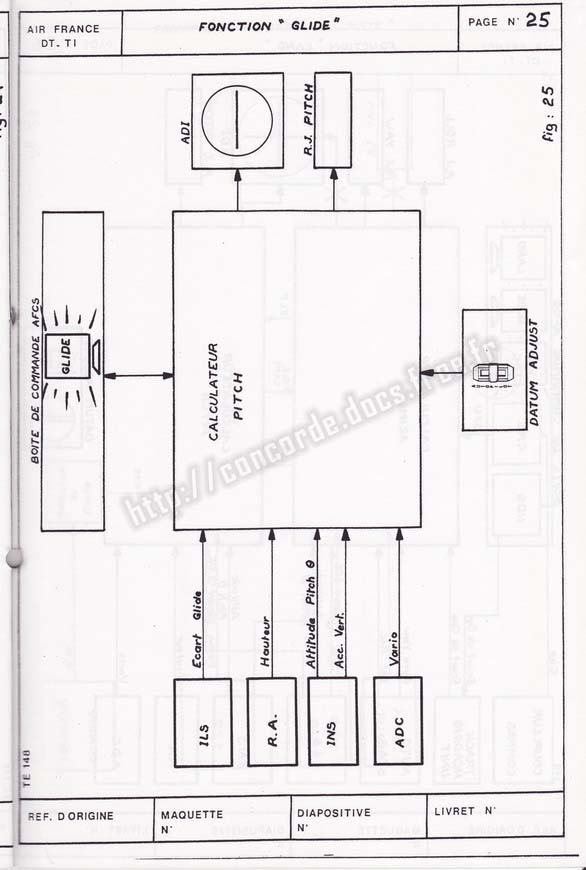 AIR FRANCE
DT. TI
FONCTION " GLIDE "
PAGE N° 25
fig : 25
ADI
R.J. PITCH
BOITE DE COMMANDE AFCS
GLIDE
CALCULATEUR
PITCH
DATUM ADJUST
http://concorde.docs.free.fr
Ecart Glide
Hauteur
Attitude Pitch θ
Acc. Vert.
Vario
ILS
R.A.
INS
ADC
TE 148
REF. D'ORIGINE
MAQUETTE
N°
DIAPOSITIVE
N°
LIVRET N°